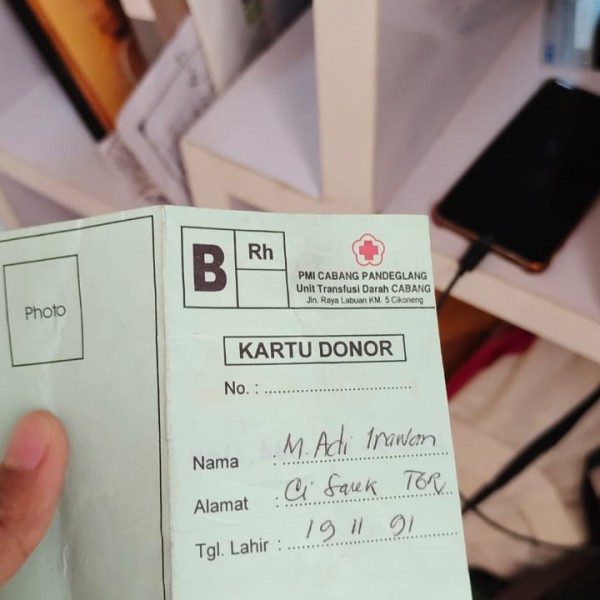 Photo
B
Rh
PMI CABANG PANDEGLANG
Unit Transfusi Darah CABANG
Jln. Raya Labuan KM. 5 Cikoneng
KARTU DONOR
No. : ....................................
Nama : M. Adi Irawan
Alamat : Ci Sauk TGR
Tgl. Lahir : 19 11 91